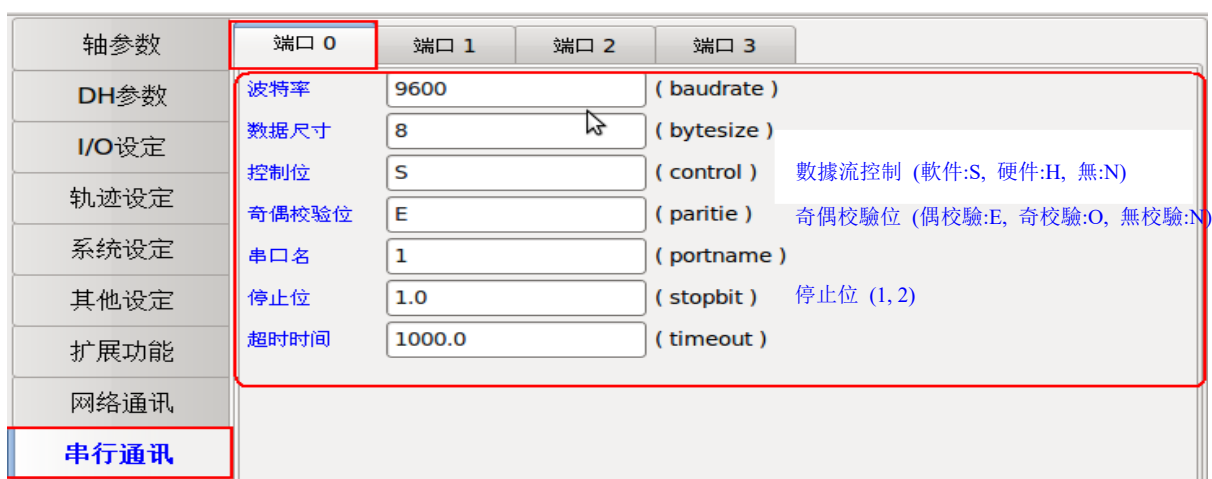 轴参数
DH参数
I/O设定
轨迹设定
系统设定
其他设定
扩展功能
网络通讯
串行通讯
端口 0 端口 1 端口 2 端口 3
波特率 9600 ( baudrate )
数据尺寸 8 ( bytesize )
控制位 S ( control ) 數據流控制 (軟件:S, 硬件:H, 無:N)
奇偶校验位 E ( paritie ) 奇偶校驗位 (偶校驗:E, 奇校驗:O, 無校驗:N)
串口名 1 ( portname )
停止位 1.0 ( stopbit ) 停止位 (1, 2)
超时时间 1000.0 ( timeout )